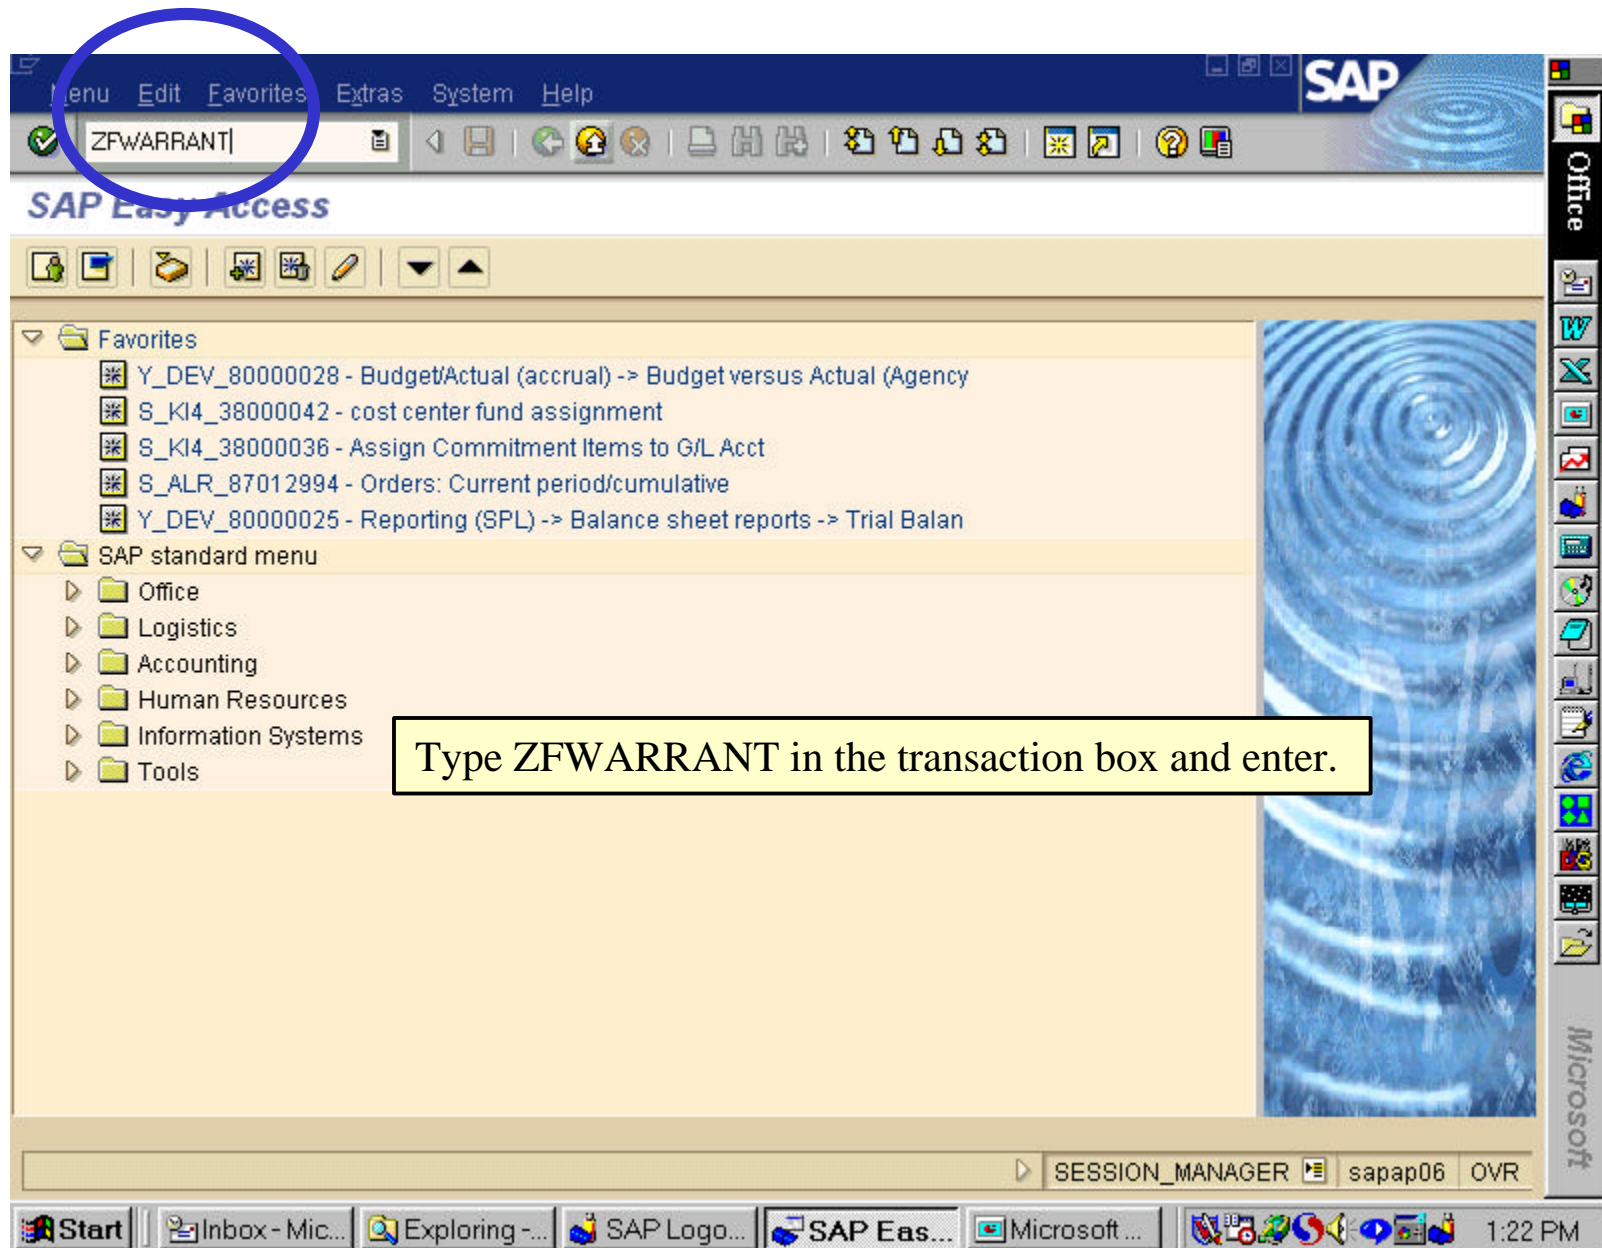 Menu Edit Favorites Extras System Help
SAP
ZFWARRANT
SAP Easy Access
Favorites
Y_DEV_80000028 - Budget/Actual (accrual) -> Budget versus Actual (Agency
S_KI4_38000042 - cost center fund assignment
S_KI4_38000036 - Assign Commitment Items to G/L Acct
S_ALR_87012994 - Orders: Current period/cumulative
Y_DEV_80000025 - Reporting (SPL) -> Balance sheet reports -> Trial Balan
SAP standard menu
Office
Logistics
Accounting
Human Resources
Information Systems
Tools
Type ZFWARRANT in the transaction box and enter.
SESSION_MANAGER sapap06 OVR
Office
Microsoft
Start Inbox - Mic... Exploring -... SAP Logo... SAP Eas... Microsoft ... 1:22 PM